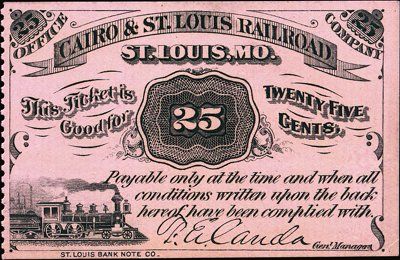 25 25
OFFICE COMPANY
CAIRO & ST. LOUIS RAILROAD
ST. LOUIS, MO.
This Ticket is
Good for
25
TWENTY FIVE
CENTS,
Payable only at the time and when all
conditions written upon the back
hereof have been complied with.
P. E. Canda
Genl. Manager
ST. LOUIS BANK NOTE CO.